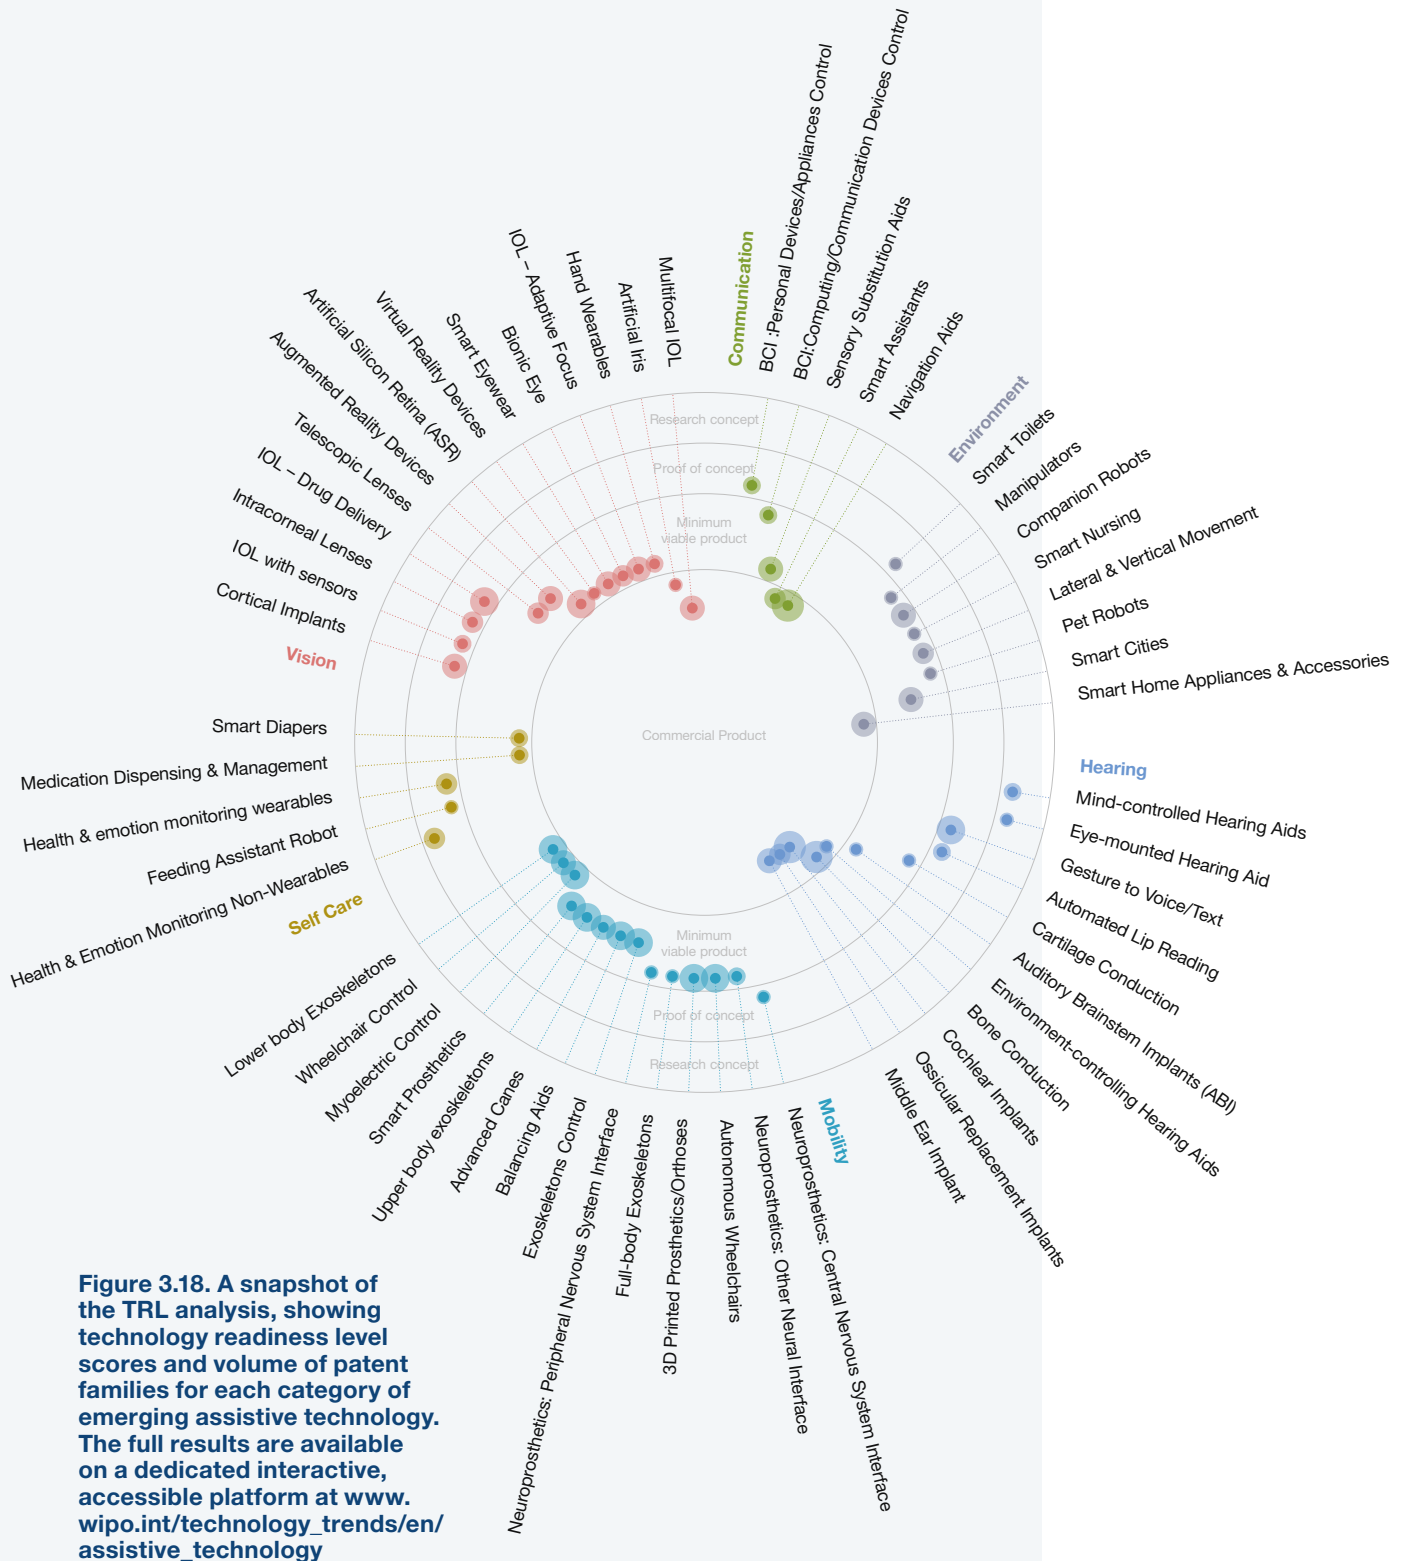 Communication
BCI :Personal Devices/Appliances Control
BCI:Computing/Communication Devices Control
Sensory Substitution Aids
Smart Assistants
Navigation Aids
Environment
Smart Toilets
Manipulators
Companion Robots
Smart Nursing
Lateral & Vertical Movement
Pet Robots
Smart Cities
Smart Home Appliances & Accessories
Hearing
Mind-controlled Hearing Aids
Eye-mounted Hearing Aid
Gesture to Voice/Text
Automated Lip Reading
Cartilage Conduction
Auditory Brainstem Implants (ABI)
Environment-controlling Hearing Aids
Bone Conduction
Cochlear Implants
Ossicular Replacement Implants
Middle Ear Implant
Mobility
Neuroprosthetics: Central Nervous System Interface
Neuroprosthetics: Other Neural Interface
Autonomous Wheelchairs
3D Printed Prosthetics/Orthoses
Full-body Exoskeletons
Neuroprosthetics: Peripheral Nervous System Interface
Exoskeletons Control
Balancing Aids
Advanced Canes
Upper body exoskeletons
Smart Prosthetics
Myoelectric Control
Wheelchair Control
Lower body Exoskeletons
Self Care
Health & Emotion Monitoring Non-Wearables
Feeding Assistant Robot
Health & emotion monitoring wearables
Medication Dispensing & Management
Smart Diapers
Vision
Cortical Implants
IOL with sensors
Intracorneal Lenses
IOL – Drug Delivery
Telescopic Lenses
Augmented Reality Devices
Artificial Silicon Retina (ASR)
Virtual Reality Devices
Smart Eyewear
Bionic Eye
IOL – Adaptive Focus
Hand Wearables
Artificial Iris
Multifocal IOL
Research concept
Proof of concept
Minimum
viable product
Commercial Product
Minimum
viable product
Proof of concept
Research concept
Figure 3.18. A snapshot of
the TRL analysis, showing
technology readiness level
scores and volume of patent
families for each category of
emerging assistive technology.
The full results are available
on a dedicated interactive,
accessible platform at www.
wipo.int/technology_trends/en/
assistive_technology